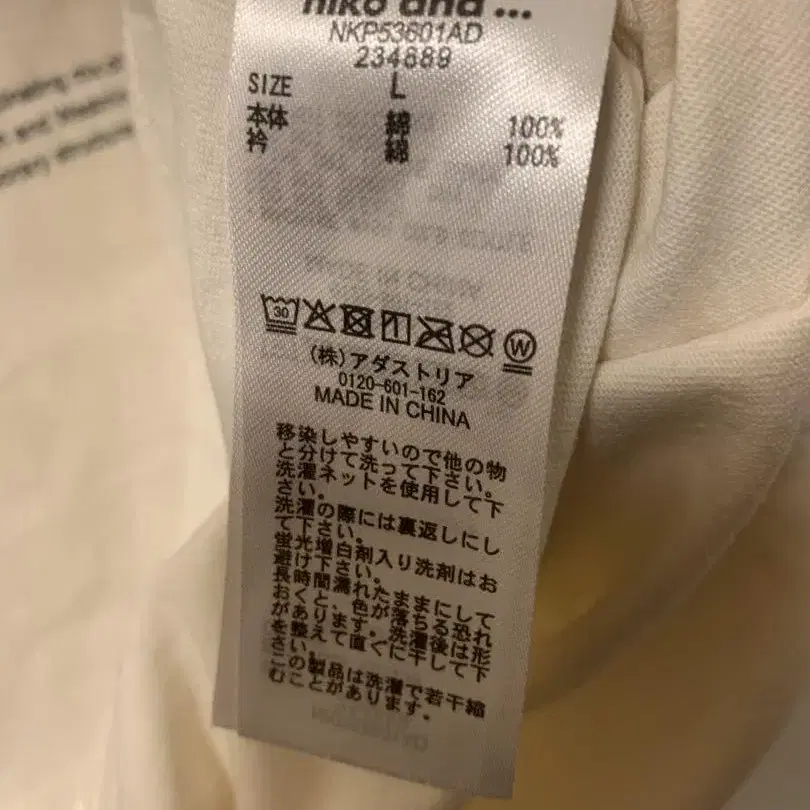 niko and ...
NKP53601AD
234889
SIZE L
本体 綿 100%
衿 綿 100%
30
W
(株)アダストリア
0120-601-162
MADE IN CHINA
移染しやすいので他の物
と分けて洗って下さい。
洗濯ネットを使用して下
さい。
洗濯の際には裏返しにし
て下さい。
蛍光増白剤入り洗剤はお
避け下さい。
長時間濡れたままにして
おくと、色が落ちる恐れ
があります。洗濯後は形
を整えて直ぐに干して下
さい。
この製品は洗濯で若干縮
むことがあります。